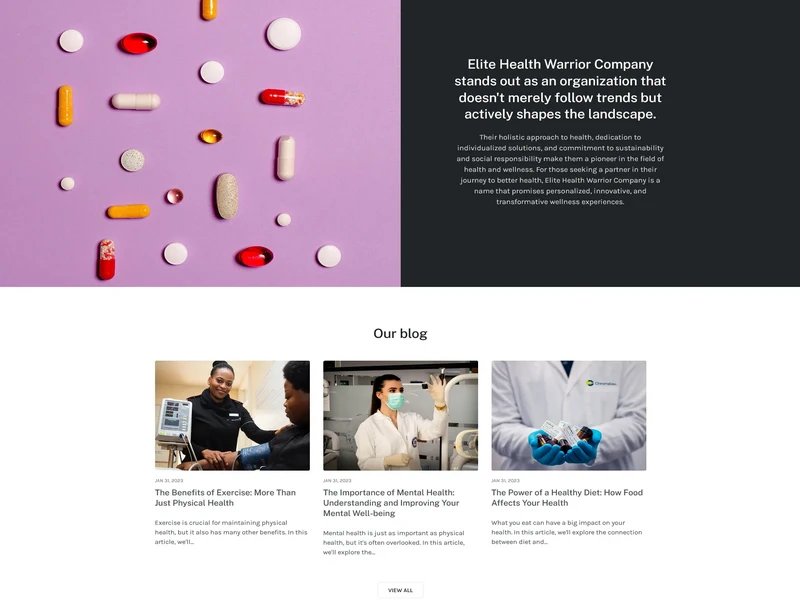 Elite Health Warrior Company
stands out as an organization that
doesn't merely follow trends but
actively shapes the landscape.
Their holistic approach to health, dedication to
individualized solutions, and commitment to sustainability
and social responsibility make them a pioneer in the field of
health and wellness. For those seeking a partner in their
journey to better health, Elite Health Warrior Company is a
name that promises personalized, innovative, and
transformative wellness experiences.
Our blog
JAN 31, 2023
The Benefits of Exercise: More Than
Just Physical Health
Exercise is crucial for maintaining physical
health, but it also has many other benefits. In this
article, we'll...
JAN 31, 2023
The Importance of Mental Health:
Understanding and Improving Your
Mental Well-being
Mental health is just as important as physical
health, but it's often overlooked. In this article,
we'll explore the...
JAN 31, 2023
The Power of a Healthy Diet: How Food
Affects Your Health
What you eat can have a big impact on your
health. In this article, we'll explore the connection
between diet and...
VIEW ALL